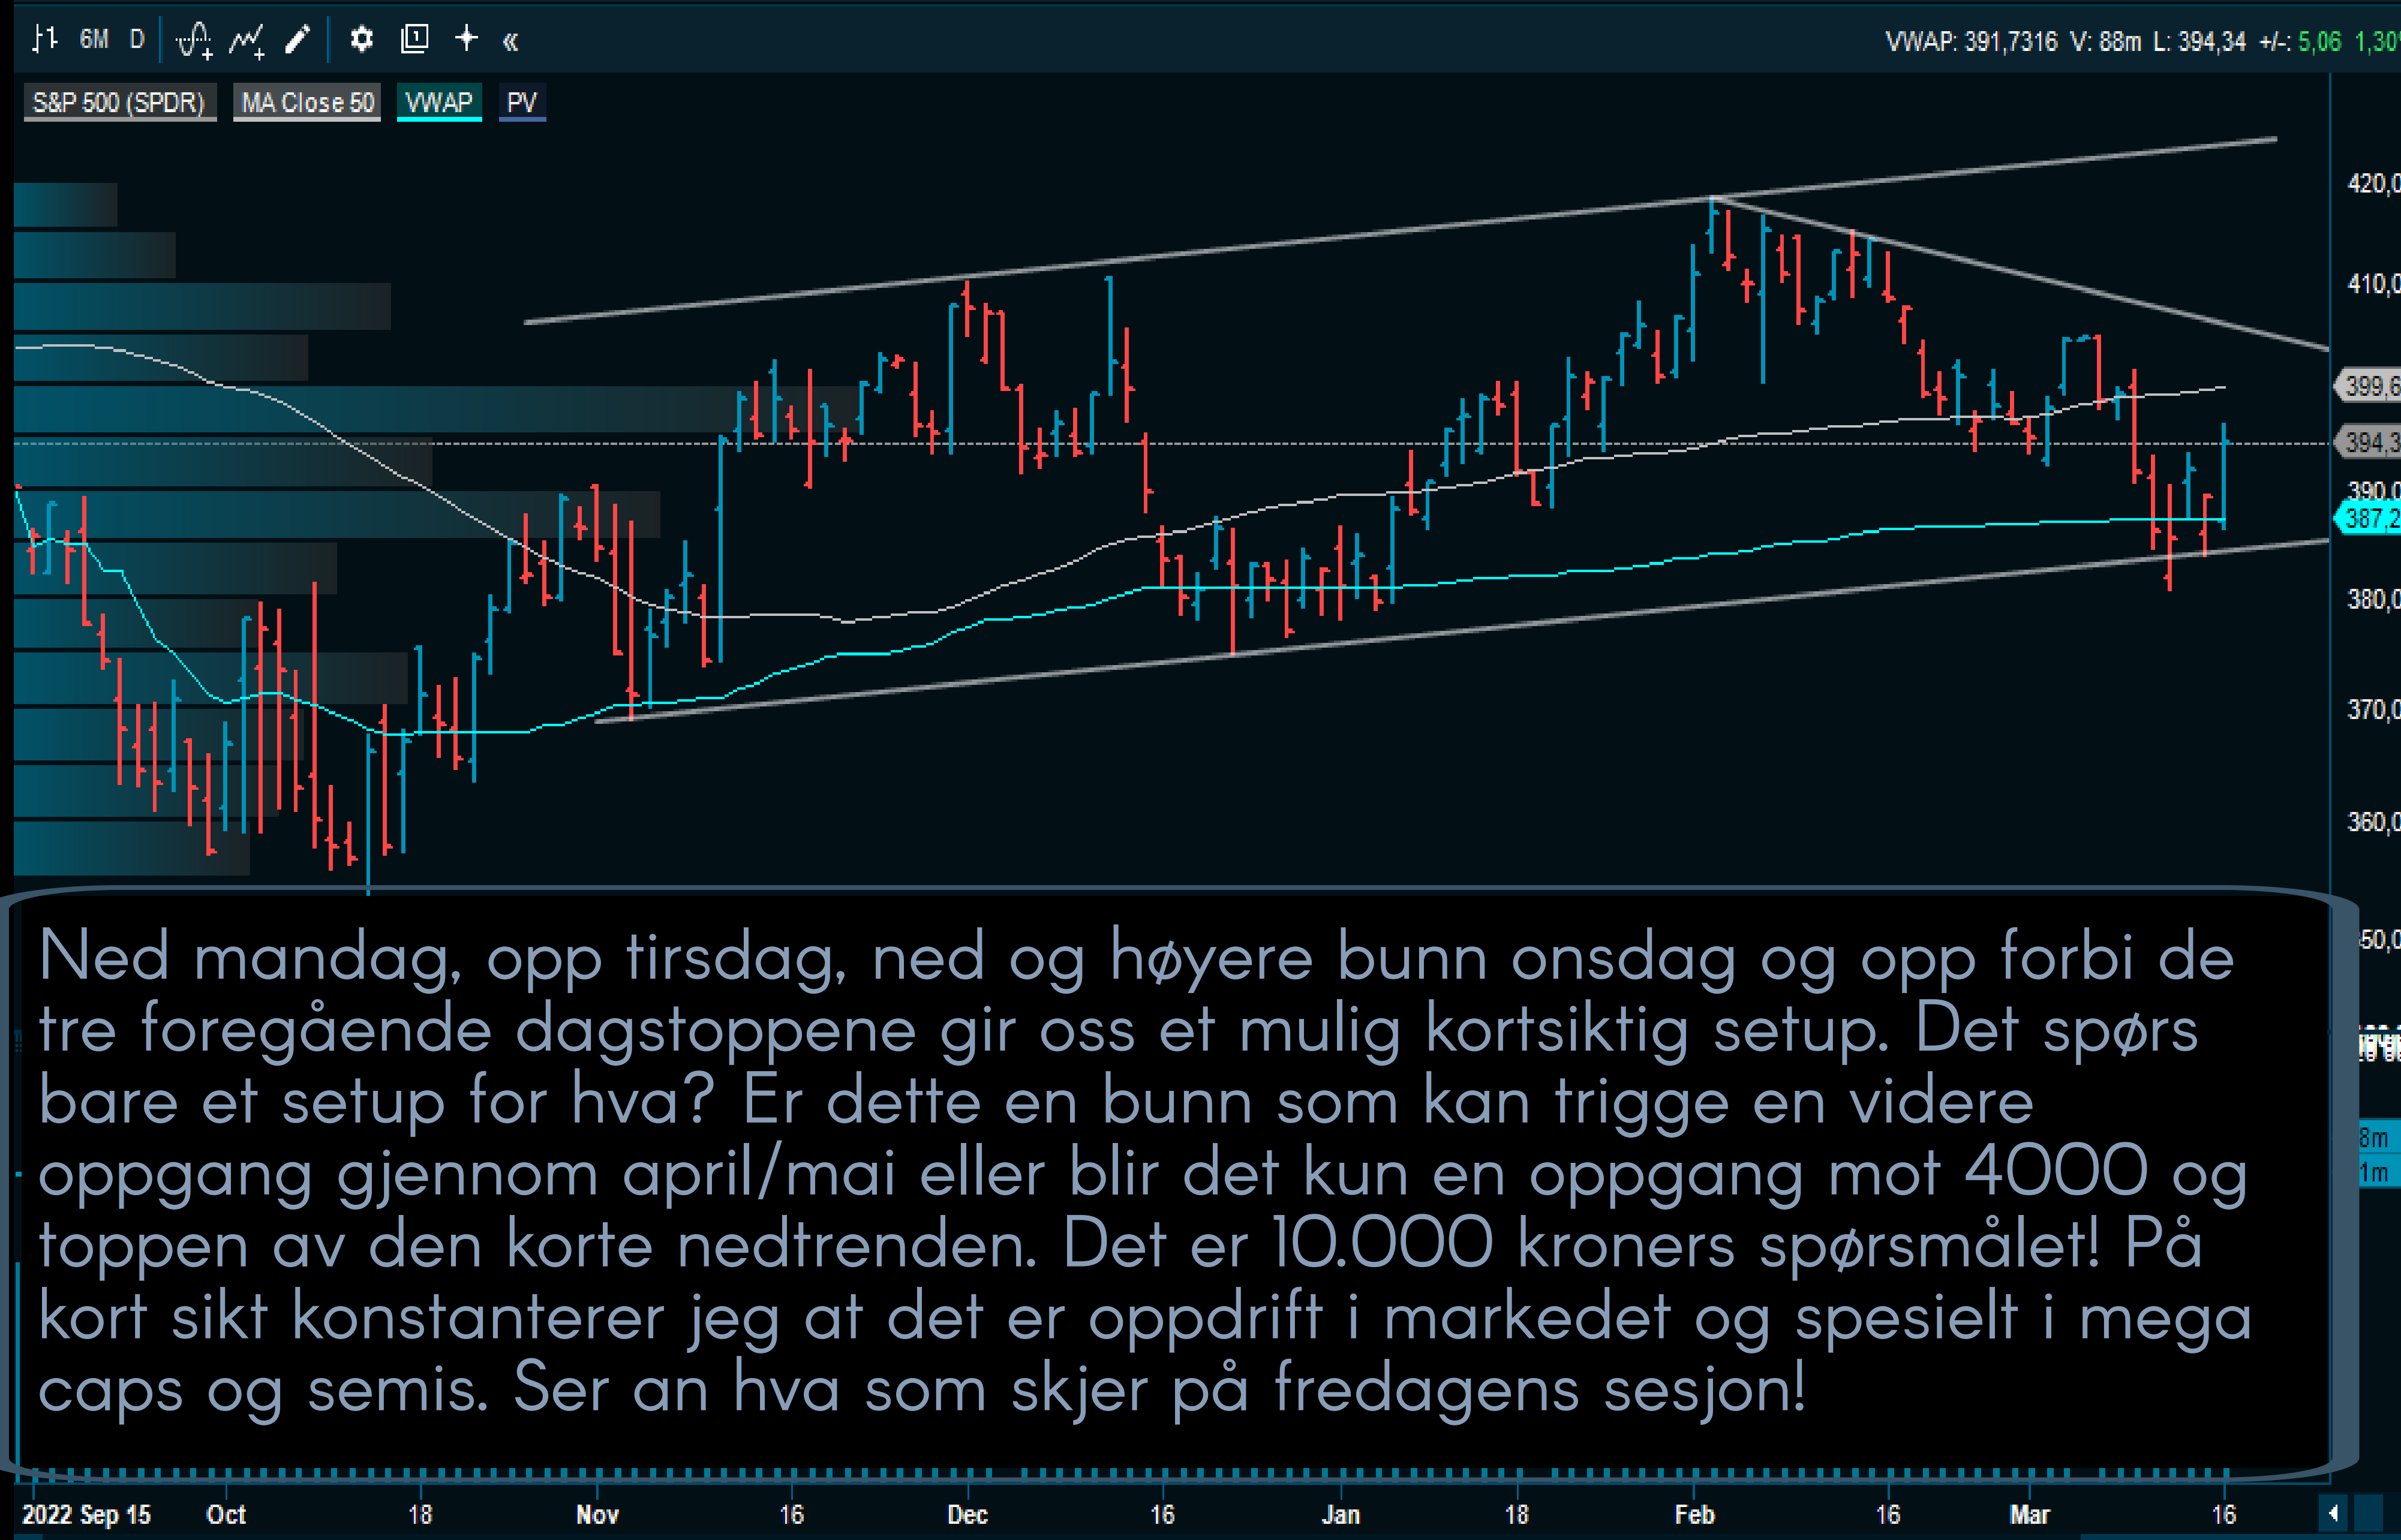 6M D
VWAP: 391,7316 V: 88m L: 394,34 +/-: 5,06 1,30
S&P 500 (SPDR) MA Close 50 VWAP PV
420,0
410,0
399,6
394,3
390,0
387,2
380,0
370,0
360,0
50,0
Ned mandag, opp tirsdag, ned og høyere bunn onsdag og opp forbi de
tre foregående dagstoppene gir oss et mulig kortsiktig setup. Det spørs
bare et setup for hva? Er dette en bunn som kan trigge en videre
oppgang gjennom april/mai eller blir det kun en oppgang mot 4000 og
toppen av den korte nedtrenden. Det er 10.000 kroners spørsmålet! På
kort sikt konstanterer jeg at det er oppdrift i markedet og spesielt i mega
caps og semis. Ser an hva som skjer på fredagens sesjon!
8m
1m
2022 Sep 15 Oct 18 Nov 16 Dec 16 Jan 18 Feb 16 Mar 16